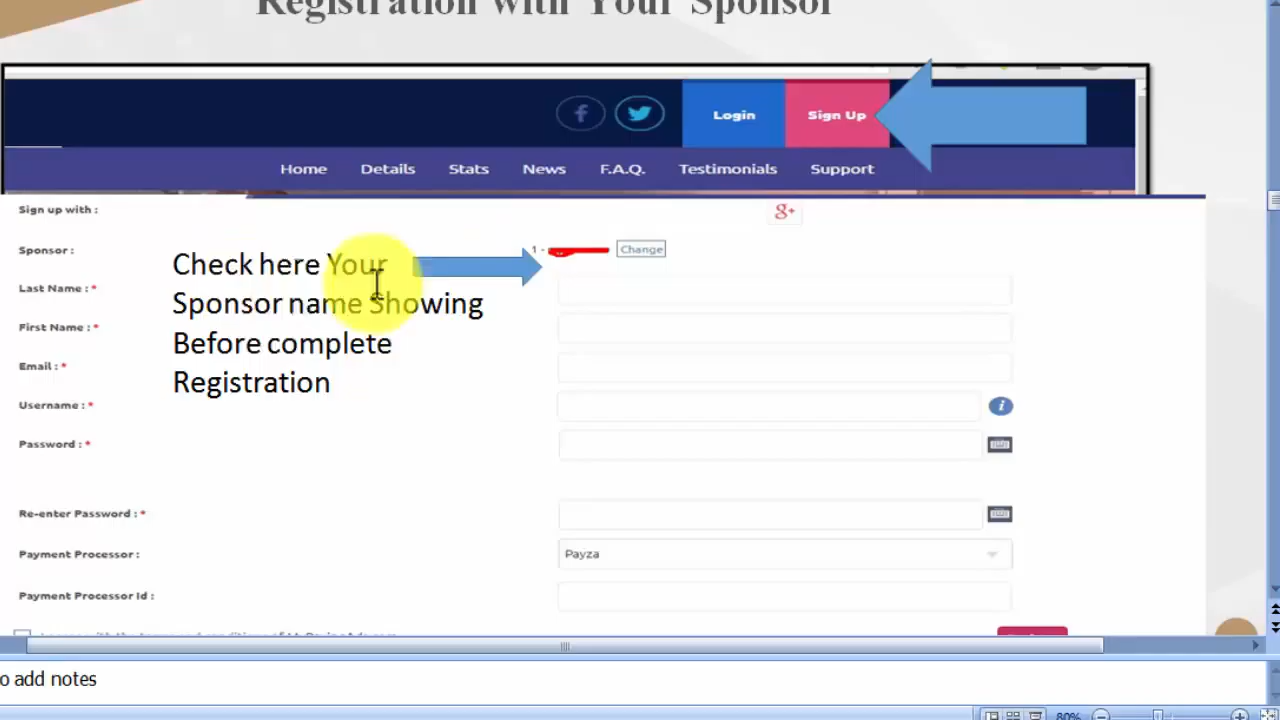 Registration with Your Sponsor
f
Login
Sign Up
Home
Details
Stats
News
F.A.Q.
Testimonials
Support
Sign up with :
g+
Sponsor :
1 -
Change
Check here Your
Sponsor name Showing
Before complete
Registration
Last Name : *
First Name : *
Email : *
Username : *
i
Password : *
Re-enter Password : *
Payment Processor :
Payza
Payment Processor Id :
o add notes
80%